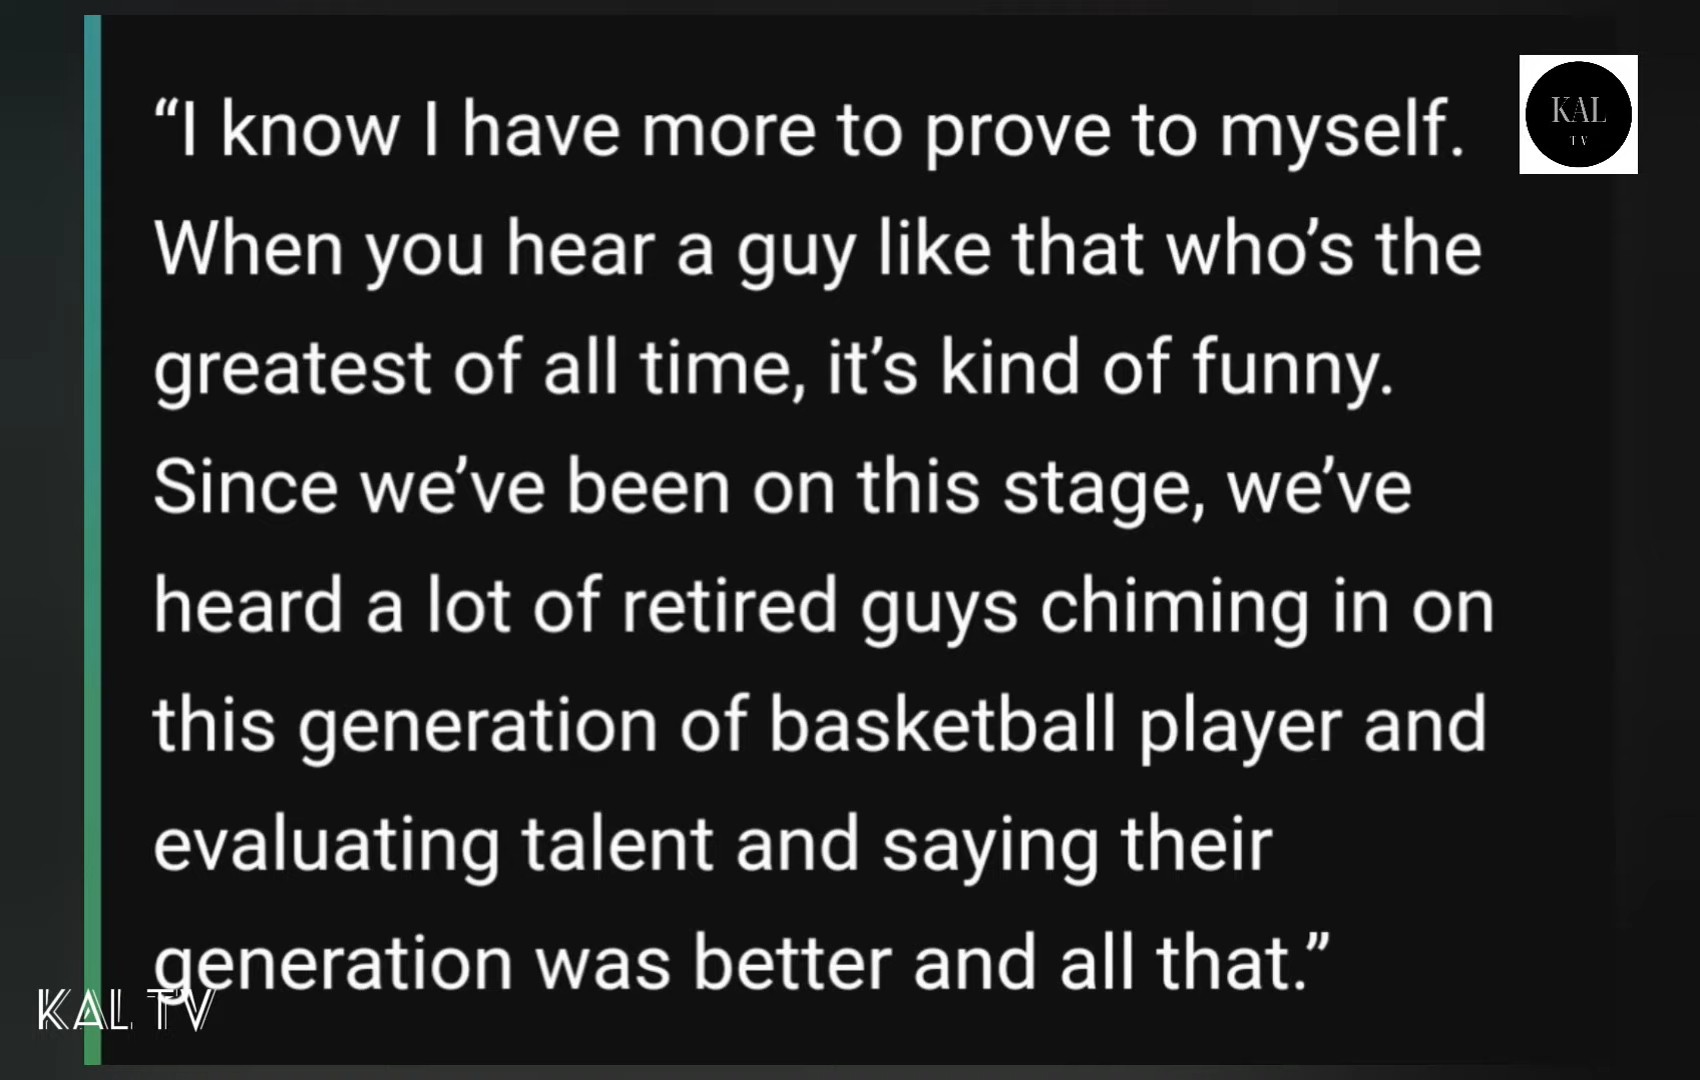 “I know I have more to prove to myself.
KAL
TV
When you hear a guy like that who’s the
greatest of all time, it’s kind of funny.
Since we’ve been on this stage, we’ve
heard a lot of retired guys chiming in on
this generation of basketball player and
evaluating talent and saying their
generation was better and all that.”
KAL TV